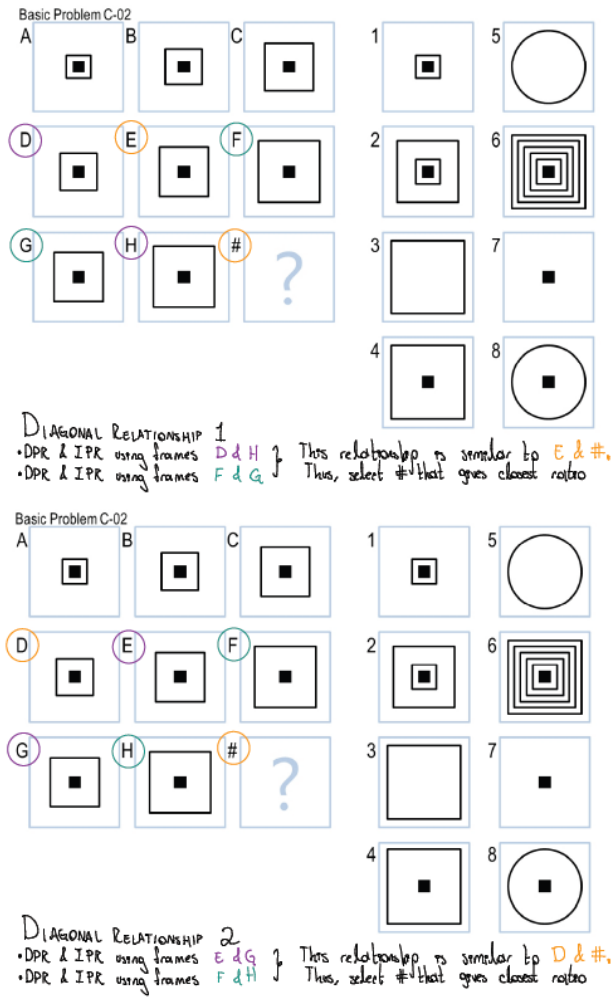 Basic Problem C-02
A B C 1 5
D E F 2 6
G H # 3 7
?
4 8
DIAGONAL RELATIONSHIP 1
•DPR & IPR using frames D & H } This relationship is similar to E & #.
•DPR & IPR using frames F & G Thus, select # that gives closest ratio
Basic Problem C-02
A B C 1 5
D E F 2 6
G H # 3 7
?
4 8
DIAGONAL RELATIONSHIP 2
•DPR & IPR using frames E & G } This relationship is similar to D & #.
•DPR & IPR using frames F & H Thus, select # that gives closest ratio